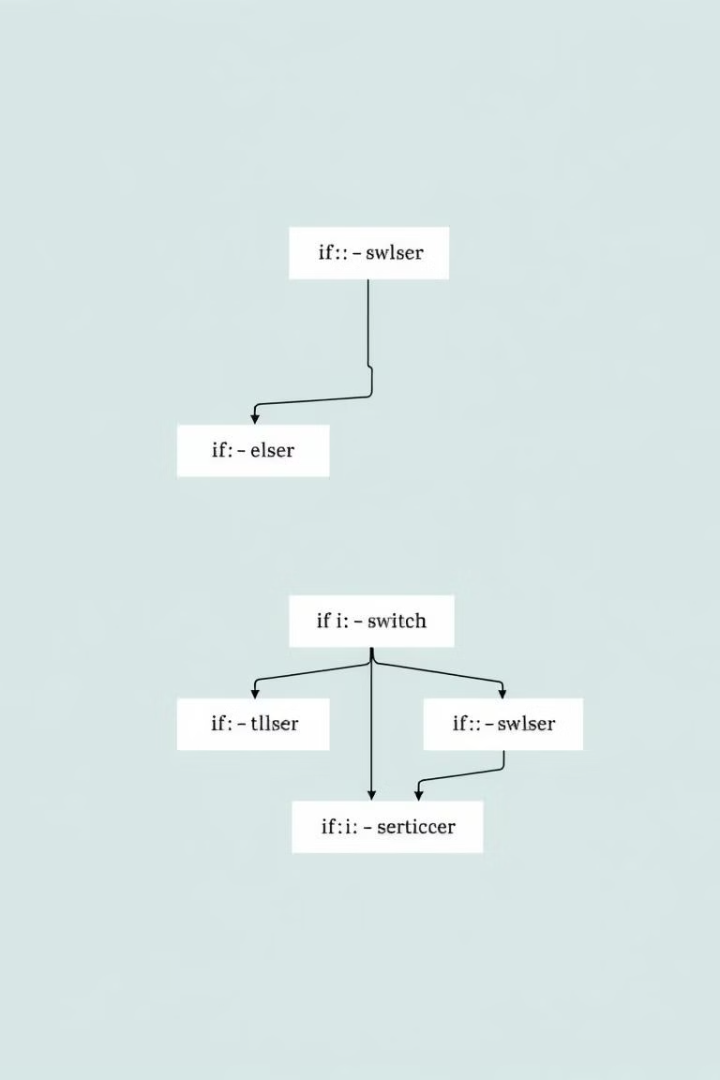 if:: - swlser
if: - elser
if i: - switch
if: - tllser
if:: - swlser
if:i: - serticcer